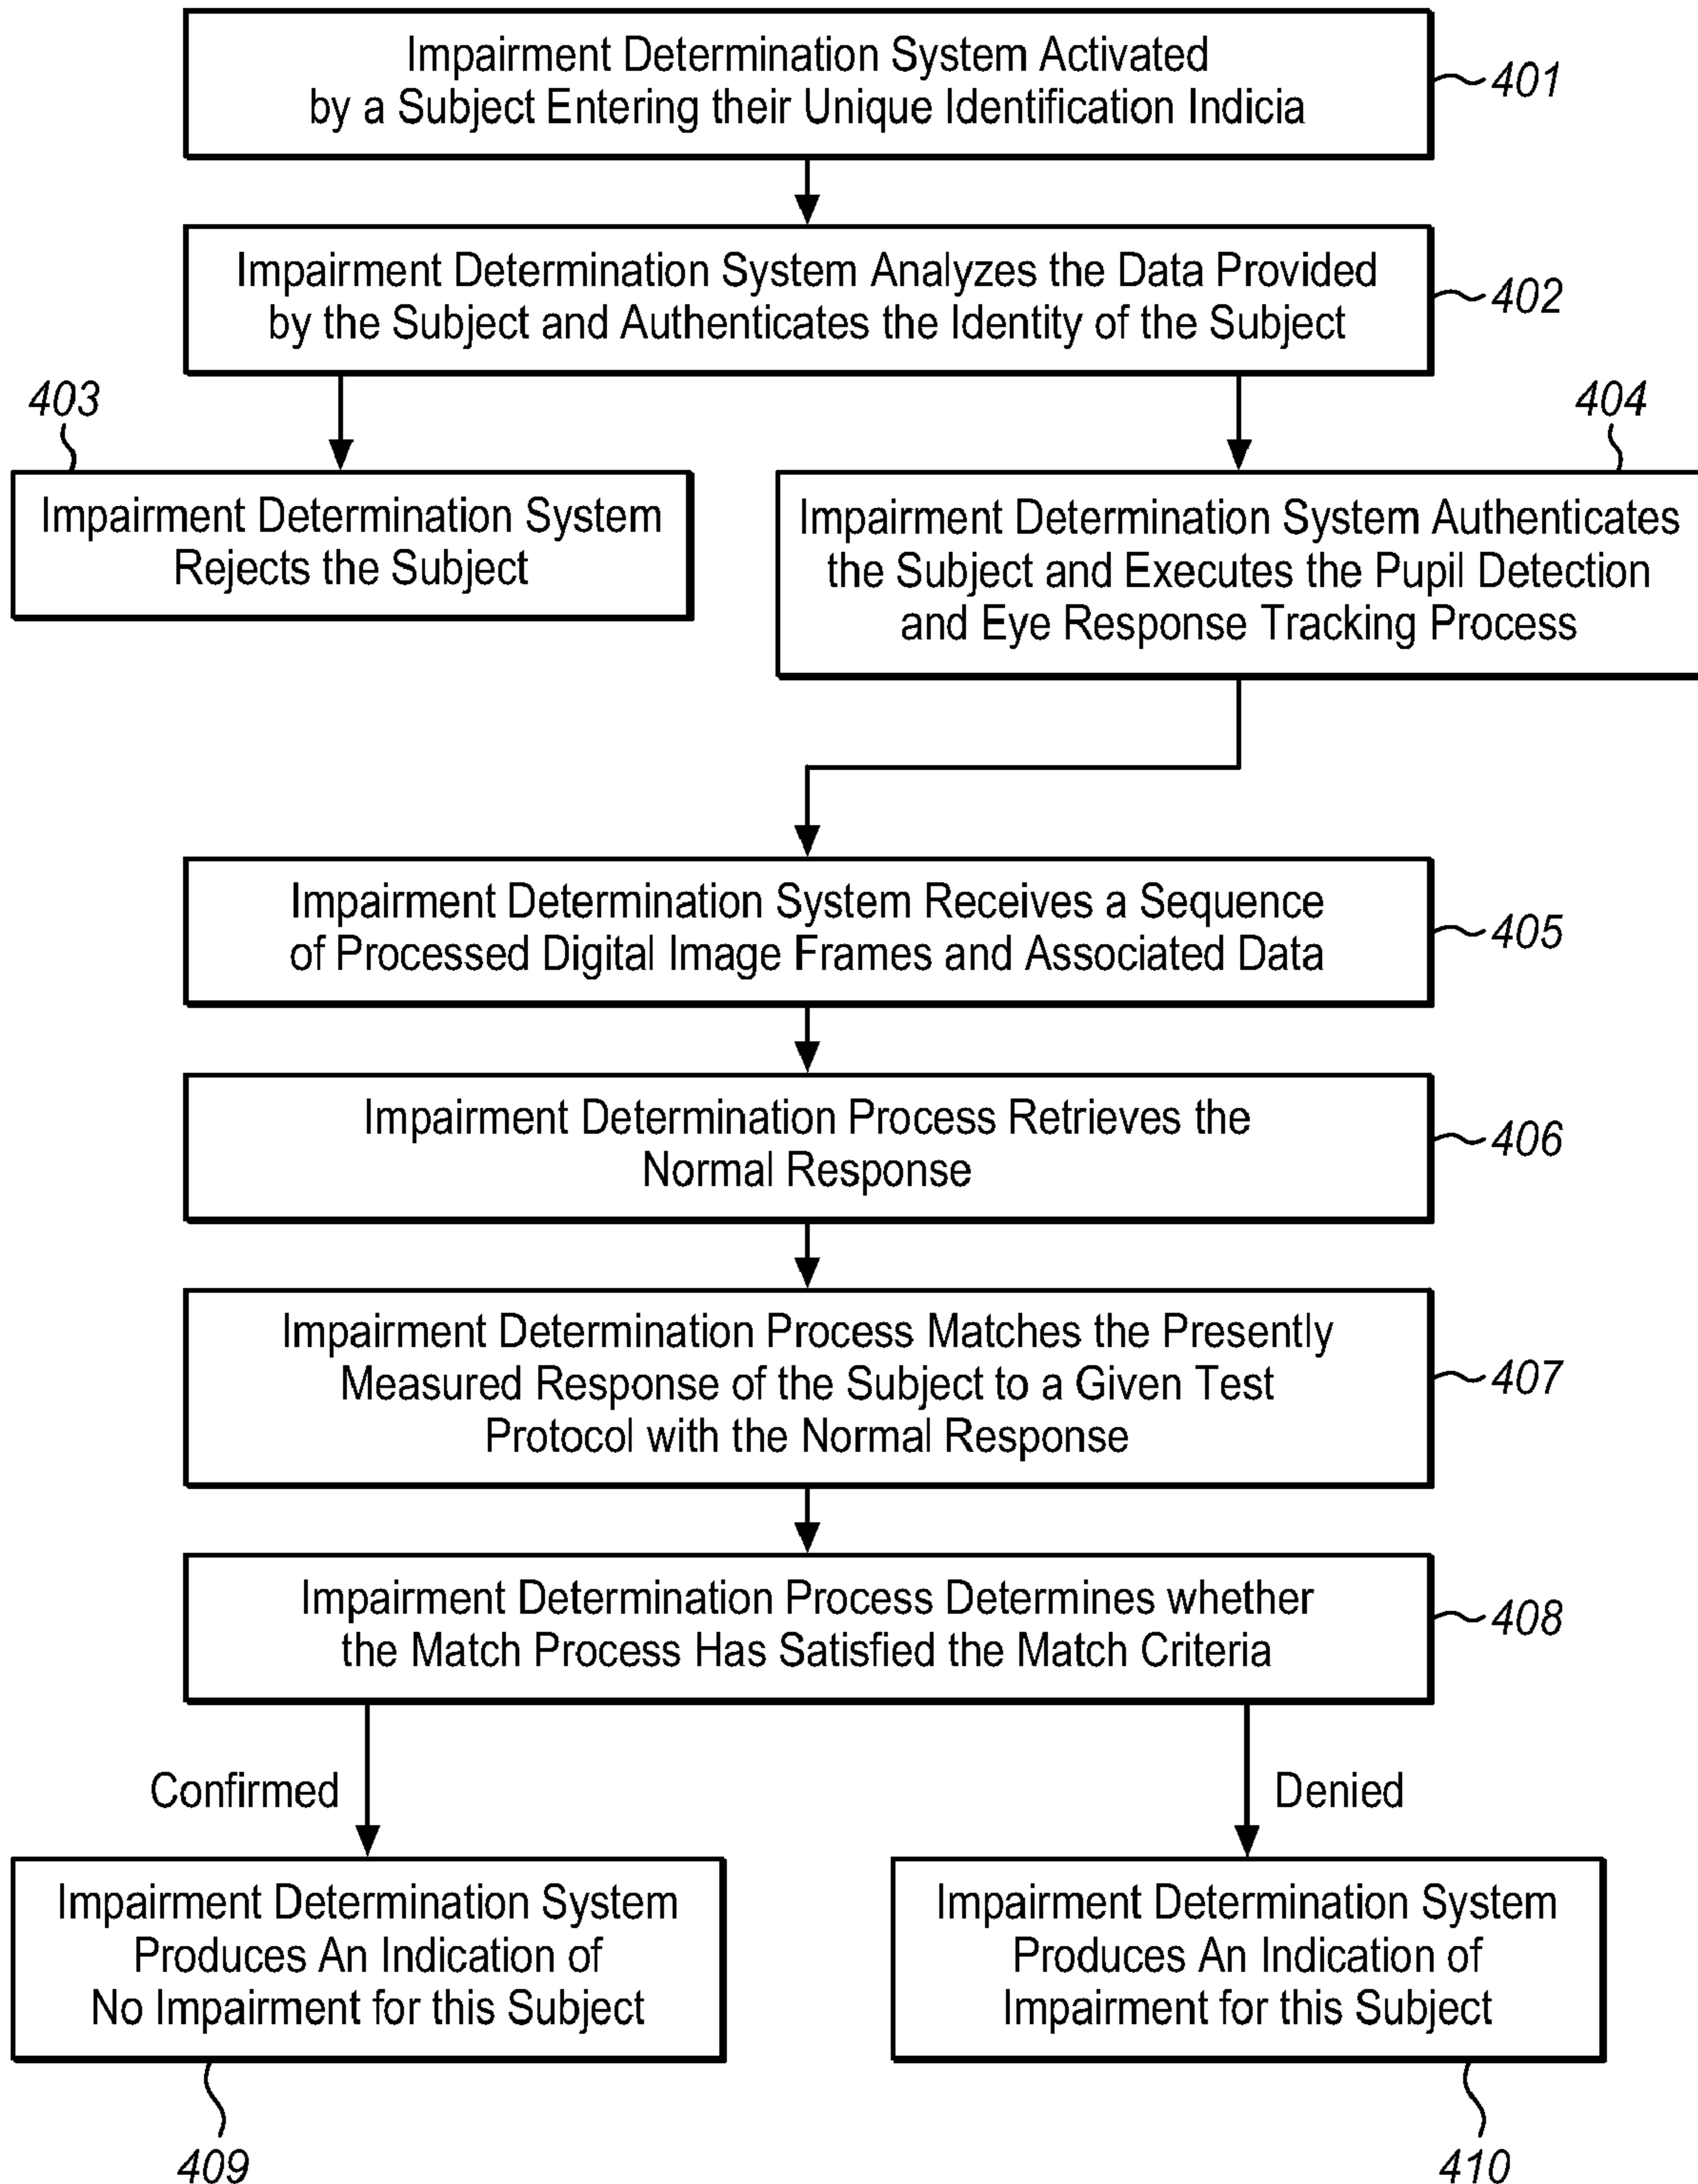 Impairment Determination System Activated
by a Subject Entering their Unique Identification Indicia
401
Impairment Determination System Analyzes the Data Provided
by the Subject and Authenticates the Identity of the Subject
402
403
Impairment Determination System
Rejects the Subject
404
Impairment Determination System Authenticates
the Subject and Executes the Pupil Detection
and Eye Response Tracking Process
Impairment Determination System Receives a Sequence
of Processed Digital Image Frames and Associated Data
405
Impairment Determination Process Retrieves the
Normal Response
406
Impairment Determination Process Matches the Presently
Measured Response of the Subject to a Given Test
Protocol with the Normal Response
407
Impairment Determination Process Determines whether
the Match Process Has Satisfied the Match Criteria
408
Confirmed
Denied
Impairment Determination System
Produces An Indication of
No Impairment for this Subject
409
Impairment Determination System
Produces An Indication of
Impairment for this Subject
410